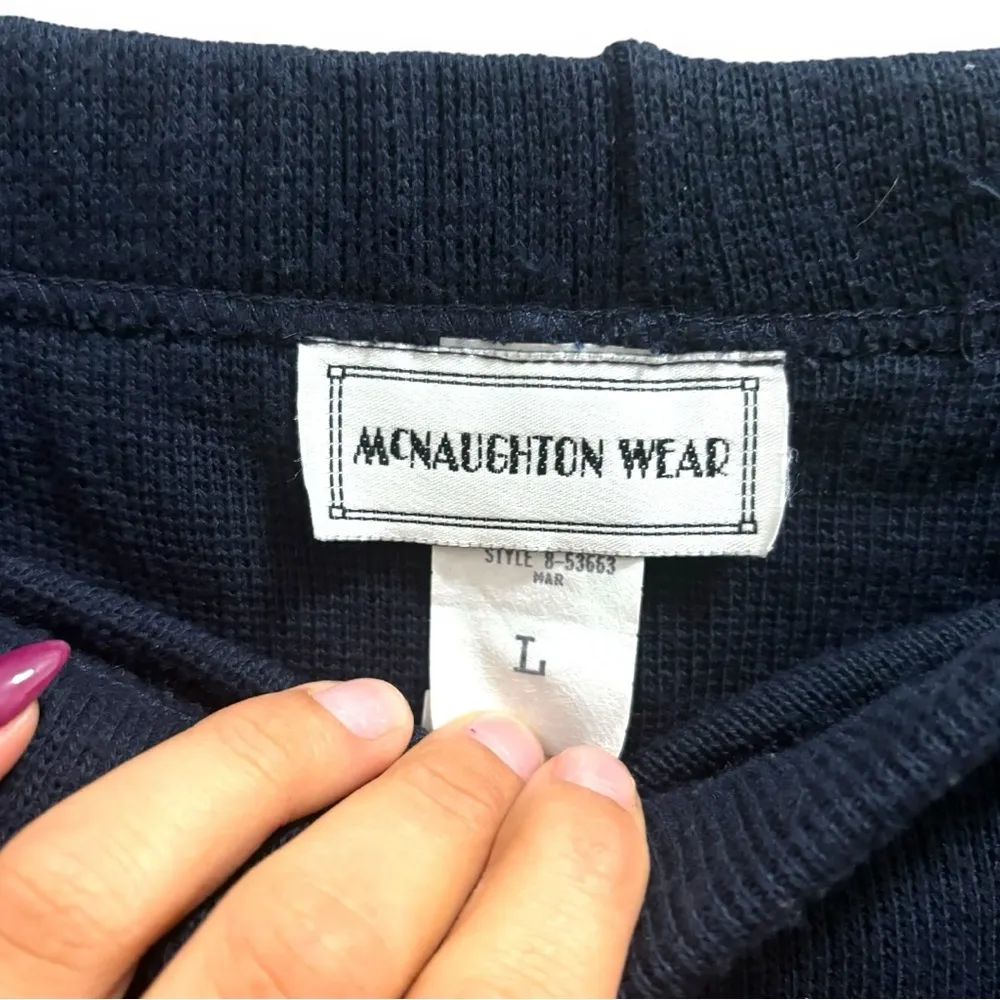 MCNAUGHTON WEAR
STYLE 8-53663
MAR
L